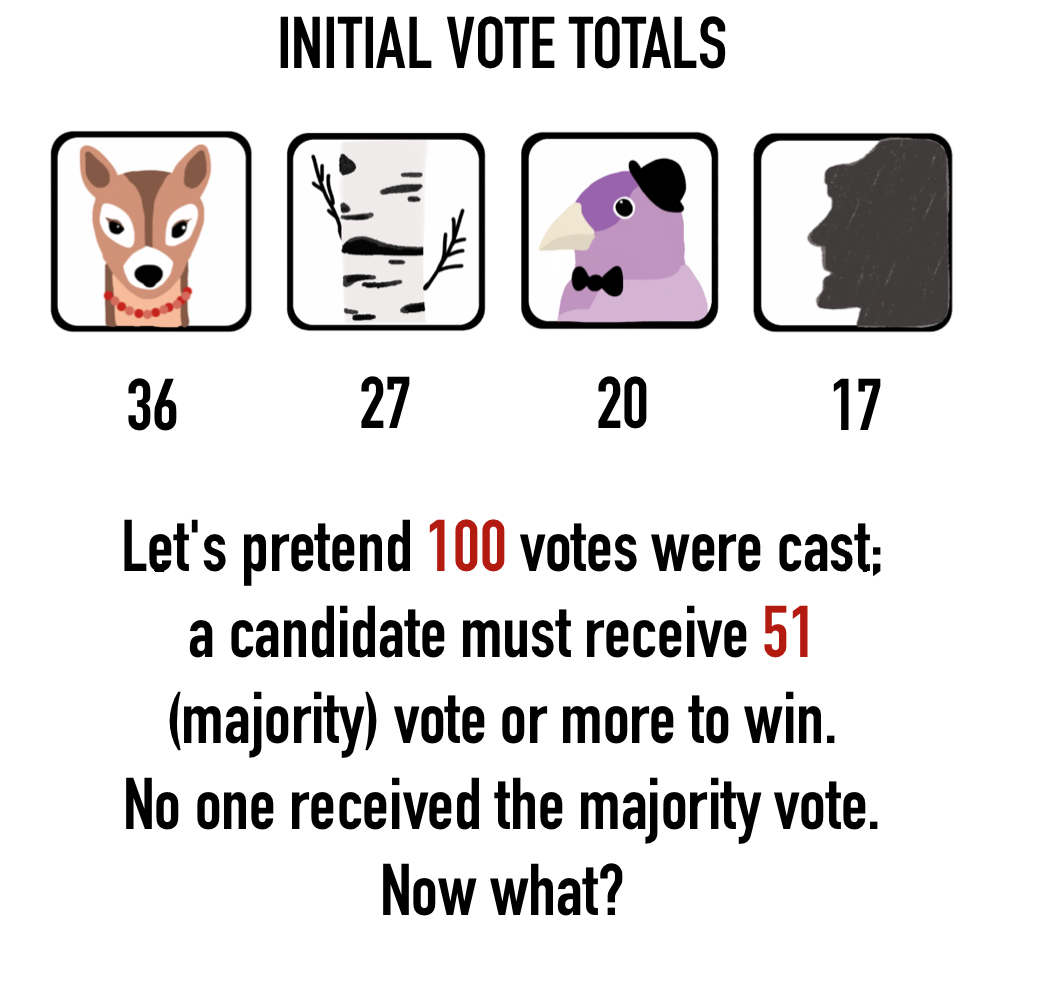 INITIAL VOTE TOTALS
36 27 20 17
Let's pretend 100 votes were cast;
a candidate must receive 51
(majority) vote or more to win.
No one received the majority vote.
Now what?